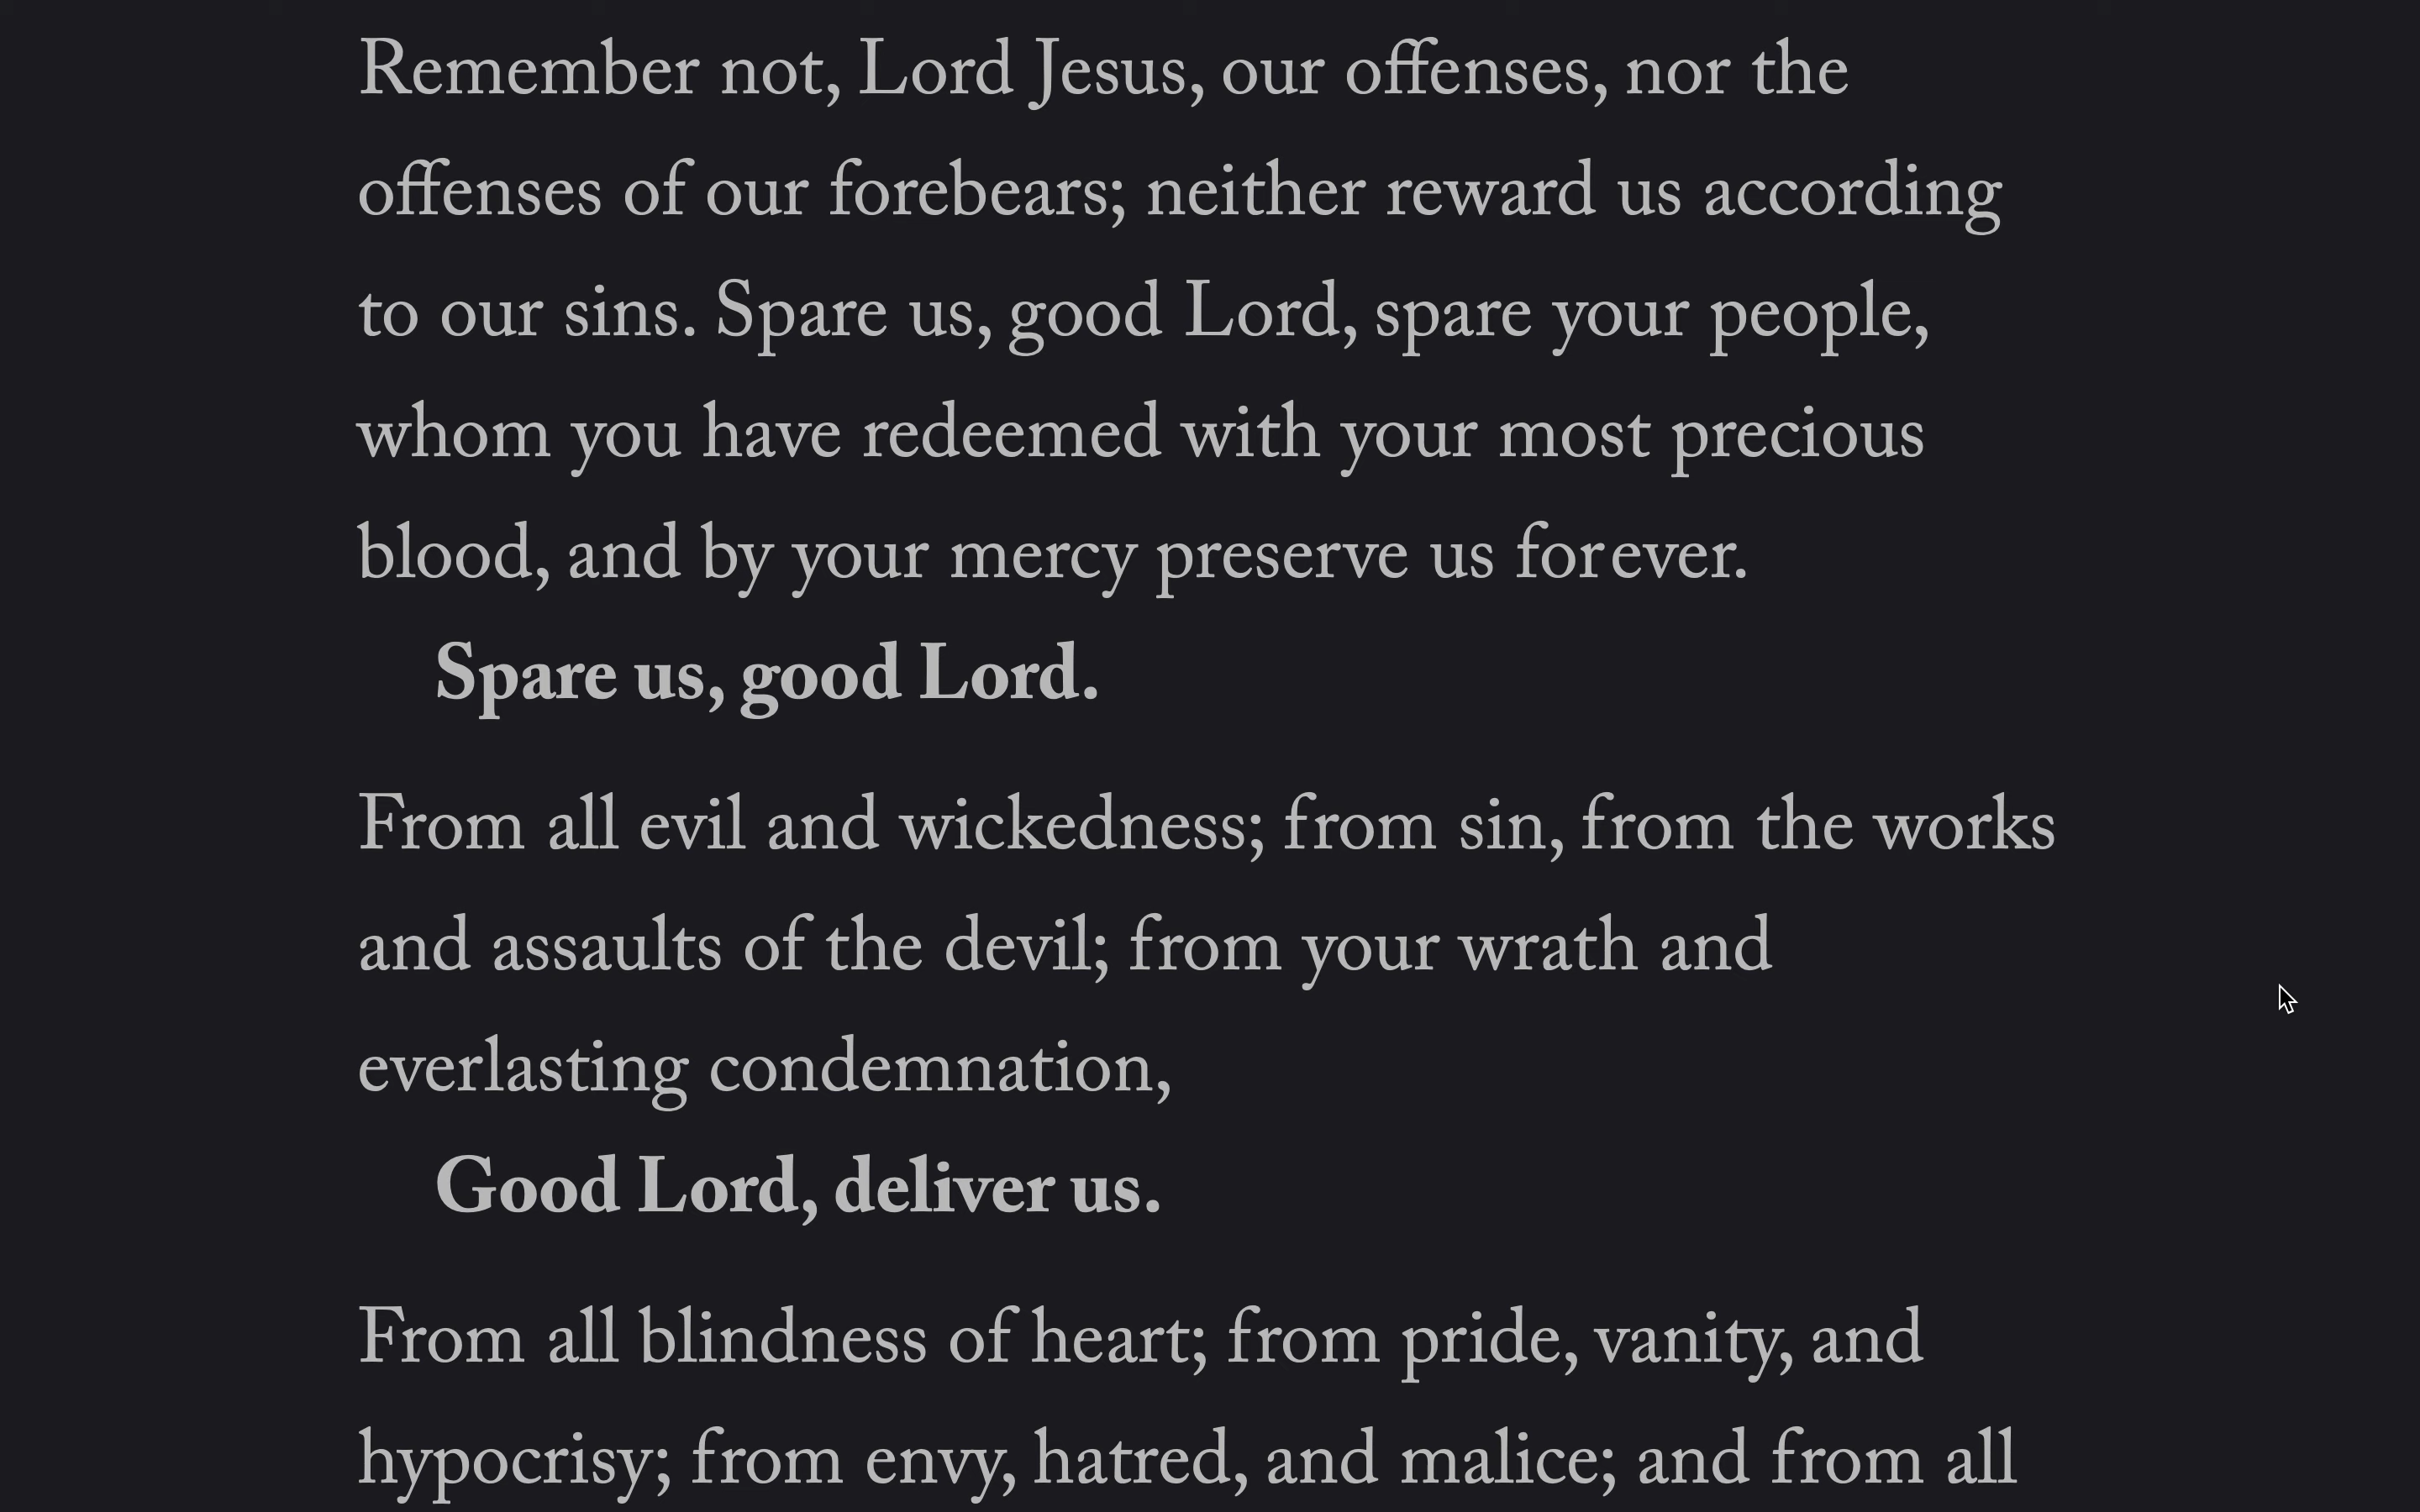 Remember not, Lord Jesus, our offenses, nor the
offenses of our forebears; neither reward us according
to our sins. Spare us, good Lord, spare your people,
whom you have redeemed with your most precious
blood, and by your mercy preserve us forever.
Spare us, good Lord.
From all evil and wickedness; from sin, from the works
and assaults of the devil; from your wrath and
everlasting condemnation,
Good Lord, deliver us.
From all blindness of heart; from pride, vanity, and
hypocrisy; from envy, hatred, and malice; and from all